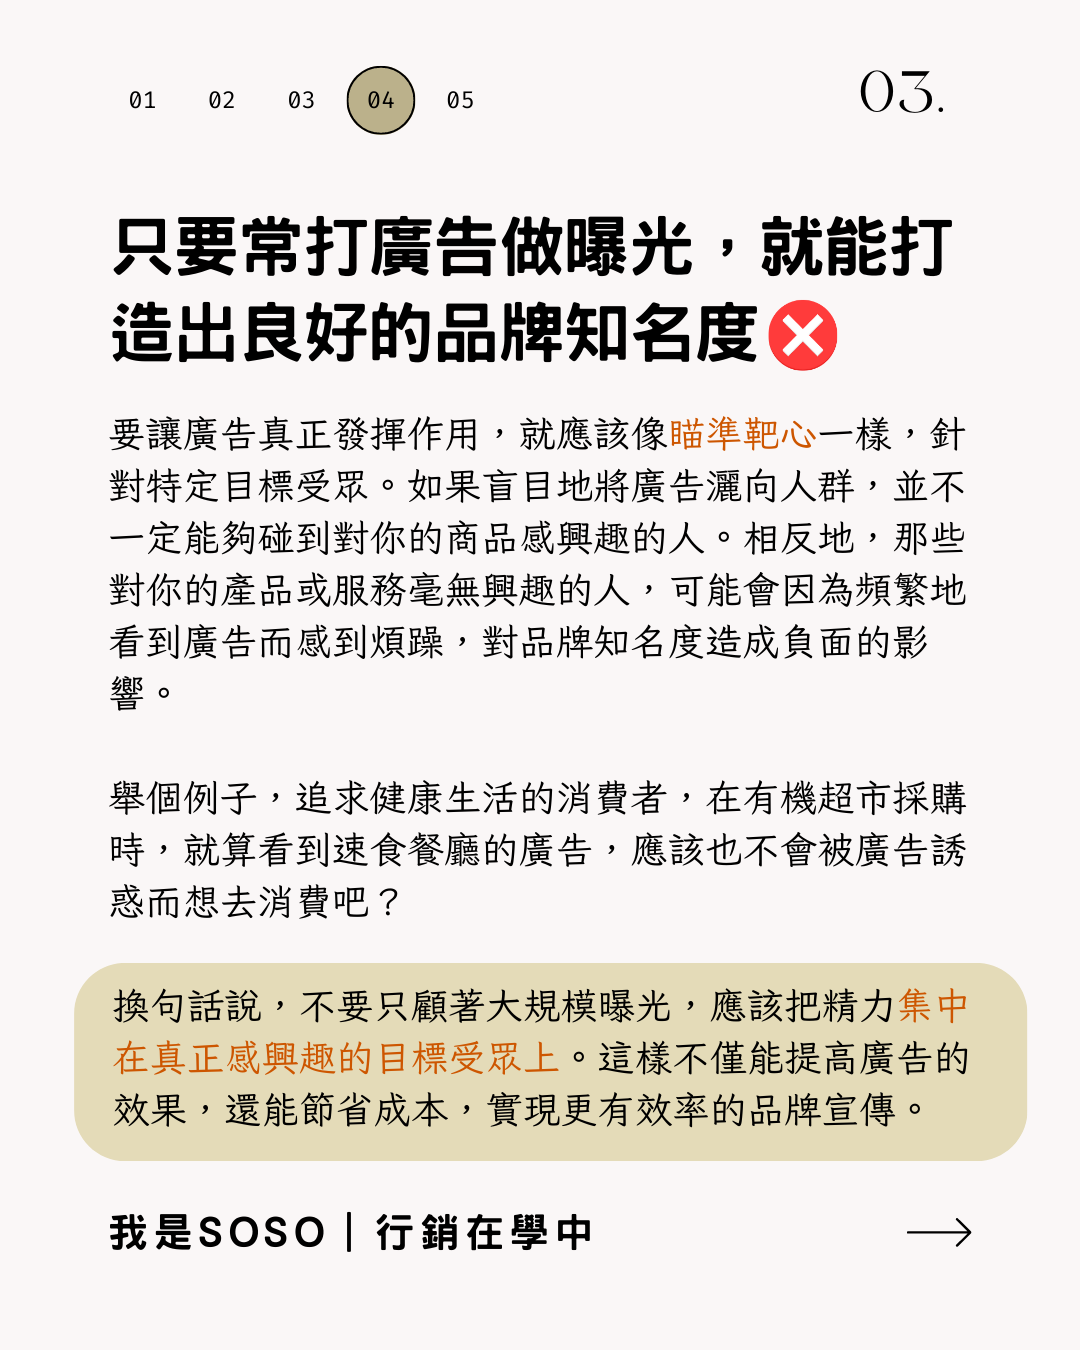 01 02 03 04 05
03.
只要常打廣告做曝光，就能打
造出良好的品牌知名度
要讓廣告真正發揮作用，就應該像瞄準靶心一樣，針
對特定目標受眾。如果盲目地將廣告灑向人群，並不
一定能夠碰到對你的商品感興趣的人。相反地，那些
對你的產品或服務毫無興趣的人，可能會因為頻繁地
看到廣告而感到煩躁，對品牌知名度造成負面的影
響。
舉個例子，追求健康生活的消費者，在有機超市採購
時，就算看到速食餐廳的廣告，應該也不會被廣告誘
惑而想去消費吧？
換句話說，不要只顧著大規模曝光，應該把精力集中
在真正感興趣的目標受眾上。這樣不僅能提高廣告的
效果，還能節省成本，實現更有效率的品牌宣傳。
我是SOSO｜行銷在學中